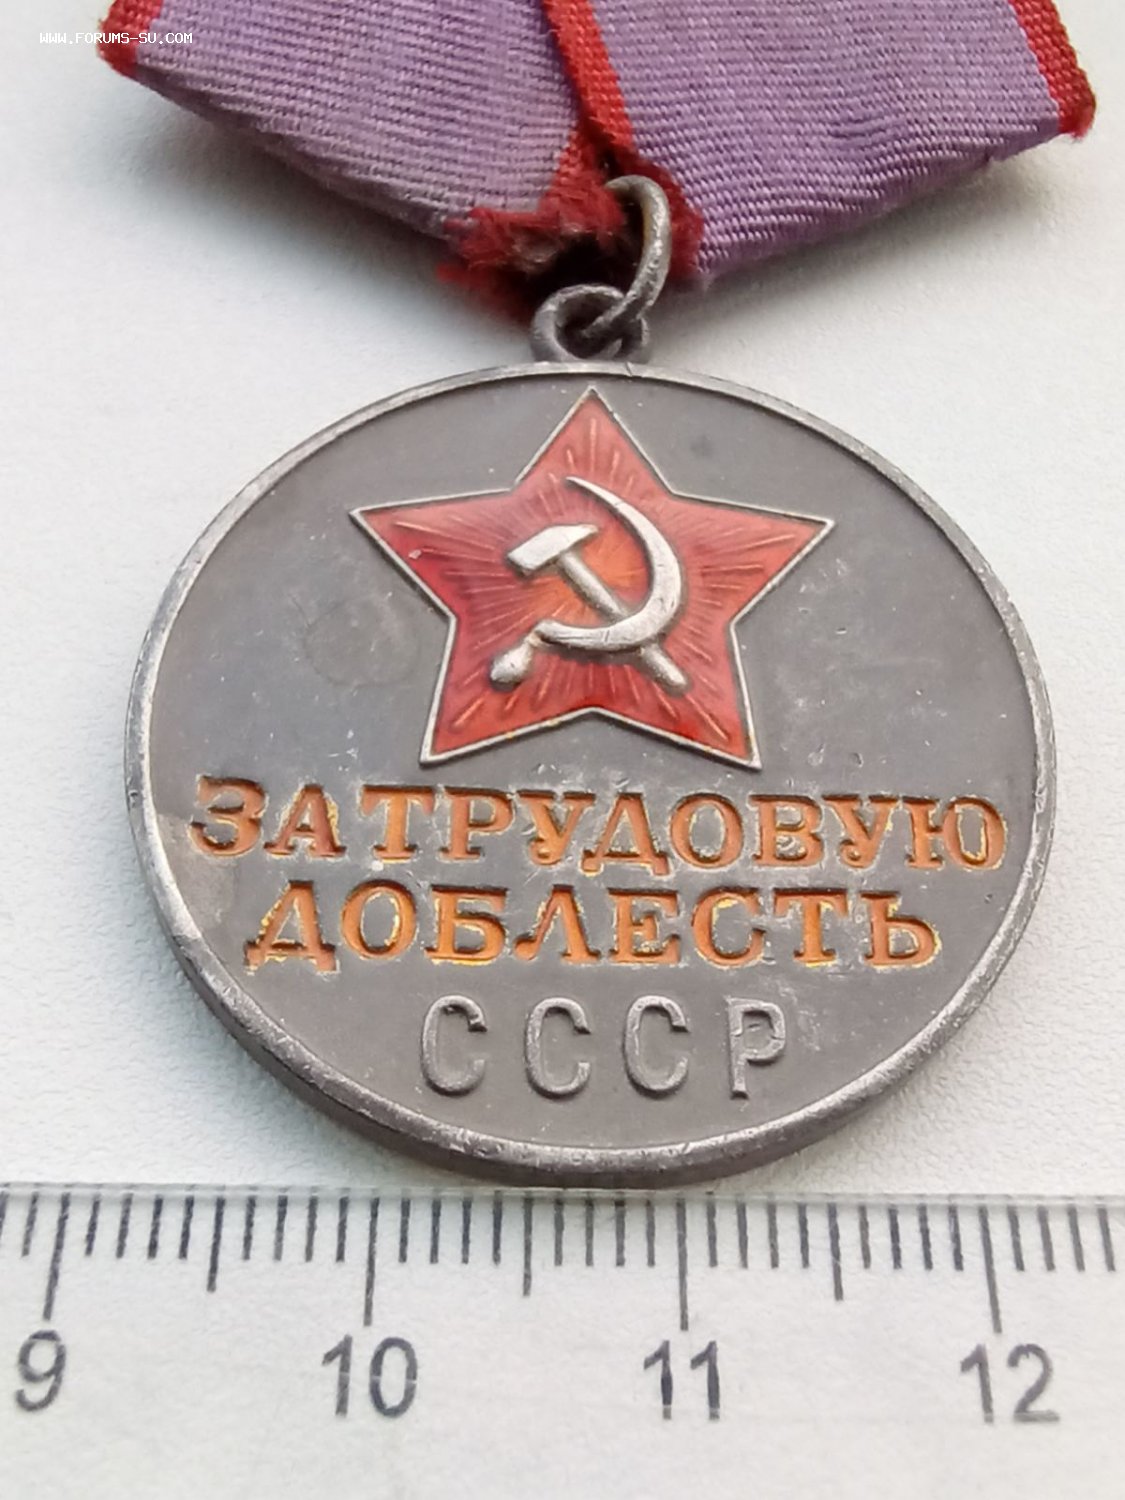 www.forums-su.com
ЗА ТРУДОВУЮ
ДОБЛЕСТЬ
СССР
9 10 11 12